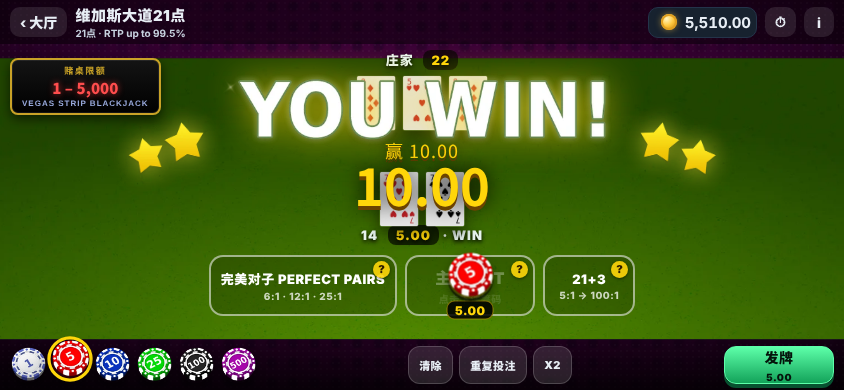 ‹ 大厅
维加斯大道21点
21点 · RTP up to 99.5%
5,510.00
i
赌桌限额
1 – 5,000
VEGAS STRIP BLACKJACK
庄家 22
YOU WIN!
赢 10.00
10.00
14 5.00 · WIN
完美对子 PERFECT PAIRS ?
6:1 · 12:1 · 25:1
5
?
5.00
21+3 ?
5:1 → 100:1
1
5
10
25
100
500
清除
重复投注
X2
发牌
5.00